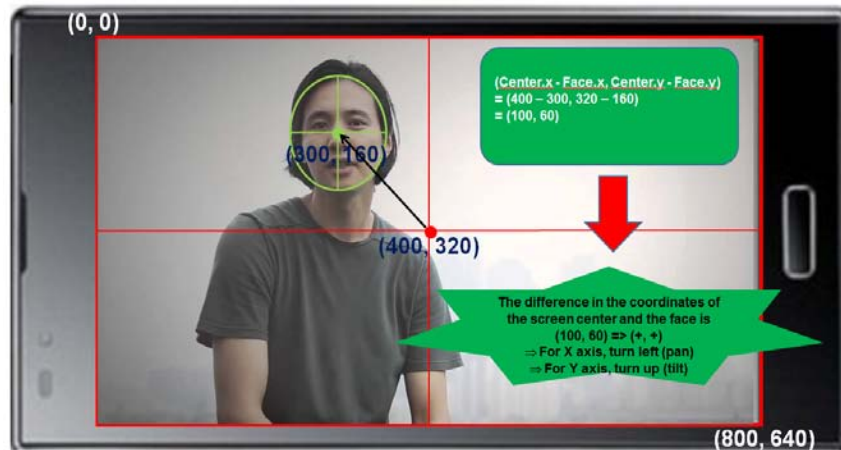 (0, 0)
(Center.x - Face.x, Center.y - Face.y)
= (400 – 300, 320 – 160)
= (100, 60)
(300, 160)
(400, 320)
The difference in the coordinates of
the screen center and the face is
(100, 60) => (+, +)
⇒ For X axis, turn left (pan)
⇒ For Y axis, turn up (tilt)
(800, 640)